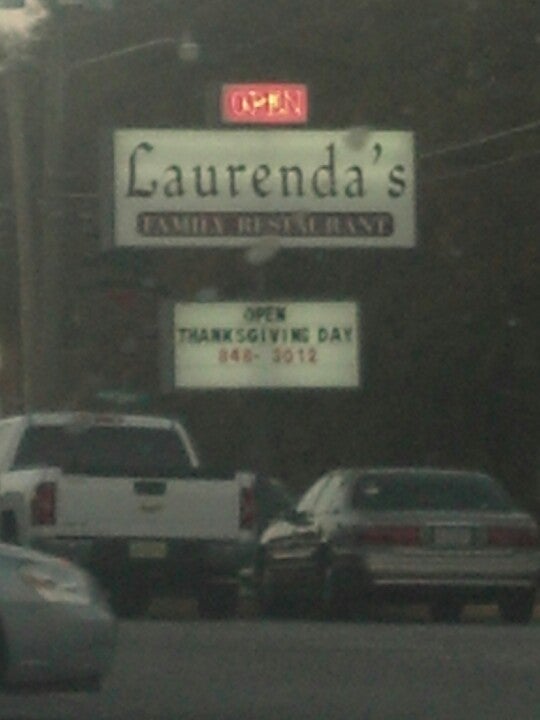 OPEN
Laurenda's
FAMILY RESTAURANT
OPEN
THANKSGIVING DAY
848-3012